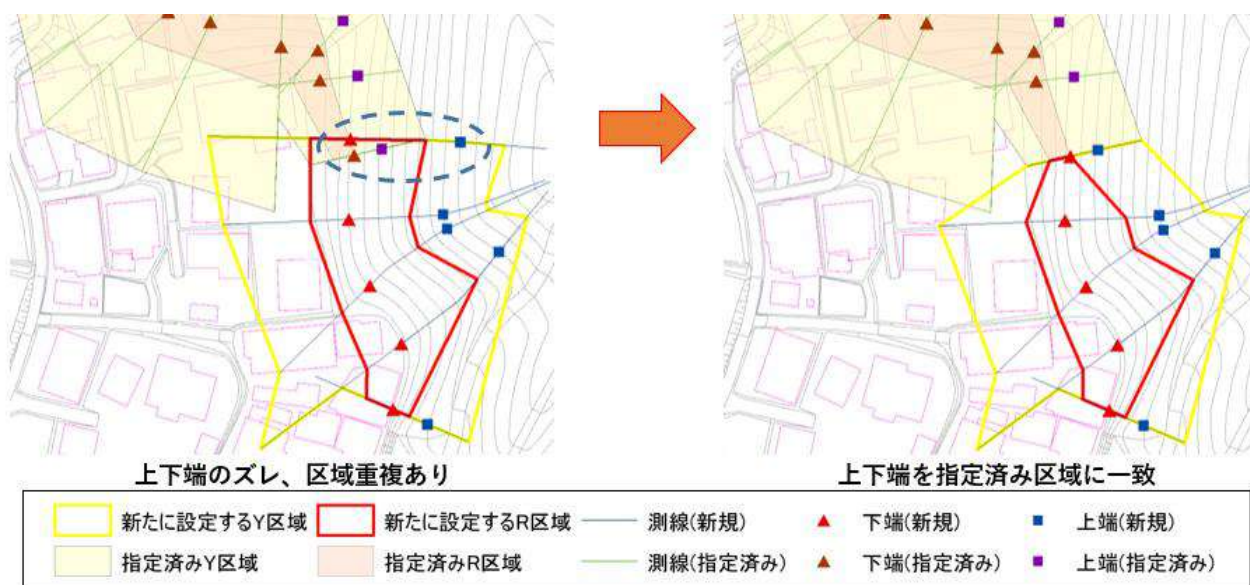 上下端のズレ、区域重複あり
上下端を指定済み区域に一致
新たに設定するY区域
新たに設定するR区域
測線(新規)
下端(新規)
上端(新規)
指定済みY区域
指定済みR区域
測線(指定済み)
下端(指定済み)
上端(指定済み)